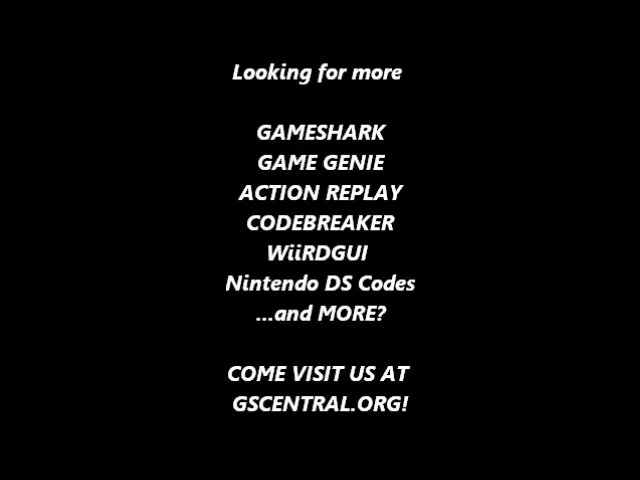 Looking for more
GAMESHARK
GAME GENIE
ACTION REPLAY
CODEBREAKER
WiiRDGUI
Nintendo DS Codes
...and MORE?
COME VISIT US AT
GSCENTRAL.ORG!